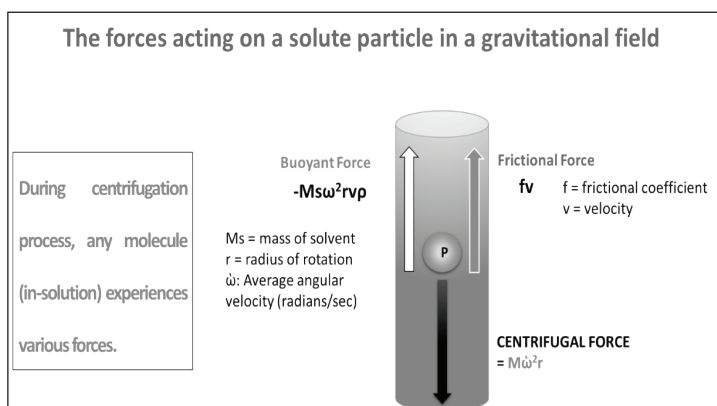 The forces acting on a solute particle in a gravitational field
During centrifugation
process, any molecule
(in-solution) experiences
various forces.
Buoyant Force
-Msω²rvρ
Ms = mass of solvent
r = radius of rotation
ὼ: Average angular
velocity (radians/sec)
P
Frictional Force
fv f = frictional coefficient
v = velocity
CENTRIFUGAL FORCE
= Mὼ²r